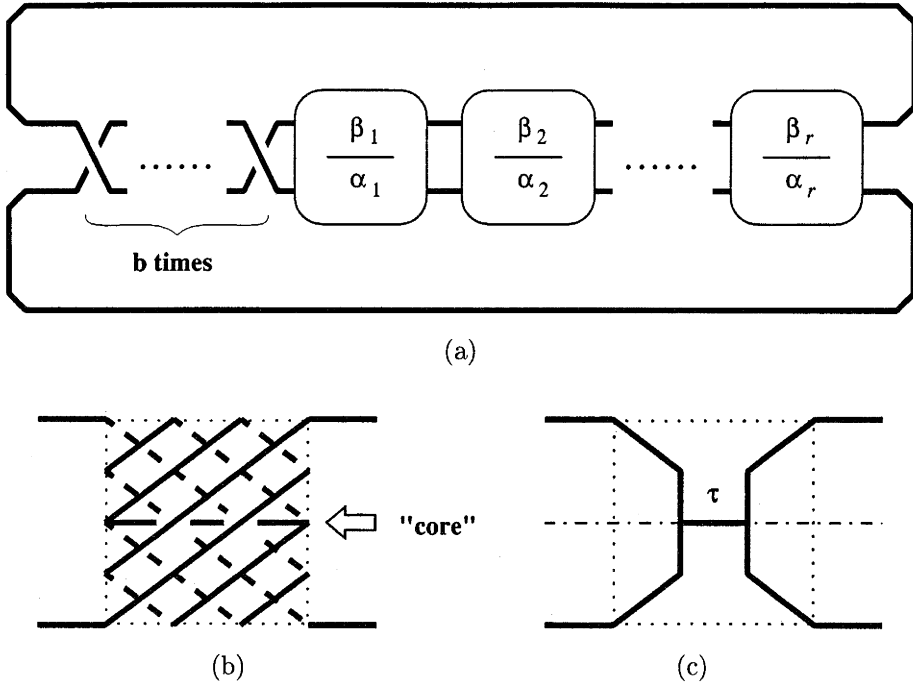 β1 β2 βr
...... ......
α1 α2 αr
b times
(a)
"core"
τ
(b) (c)